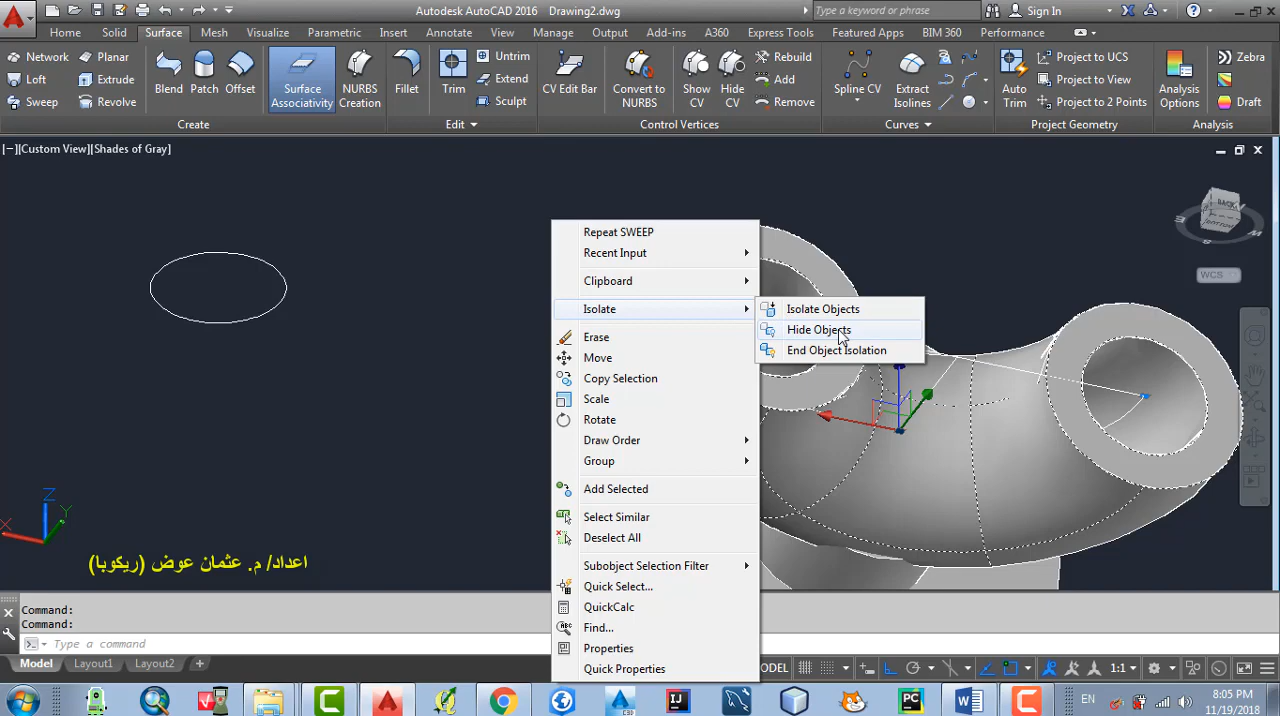 Autodesk AutoCAD 2016 Drawing2.dwg
Type a keyword or phrase
Sign In
Home Solid Surface Mesh Visualize Parametric Insert Annotate View Manage Output Add-ins A360 Express Tools Featured Apps BIM 360 Performance
Network Planar
Loft Extrude
Sweep Revolve
Blend Patch Offset
Surface Associativity
NURBS Creation
Fillet
Trim
Untrim
Extend
Sculpt
CV Edit Bar
Convert to NURBS
Show CV
Hide CV
Rebuild
Add
Remove
Spline CV
Extract Isolines
Auto Trim
Project to UCS
Project to View
Project to 2 Points
Analysis Options
Zebra
Draft
Create Edit Control Vertices Curves Project Geometry Analysis
[−][Custom View][Shades of Gray]
BACK
BOTTOM
WCS
Repeat SWEEP
Recent Input
Clipboard
Isolate
Isolate Objects
Hide Objects
End Object Isolation
Erase
Move
Copy Selection
Scale
Rotate
Draw Order
Group
Add Selected
Select Similar
Deselect All
Subobject Selection Filter
Quick Select...
QuickCalc
Find...
Properties
Quick Properties
Z
Y
X
اعداد/ م. عثمان عوض (ريكوبا)
Command:
Command:
Type a command
Model Layout1 Layout2 +
MODEL
1:1
EN
8:05 PM
11/19/2018